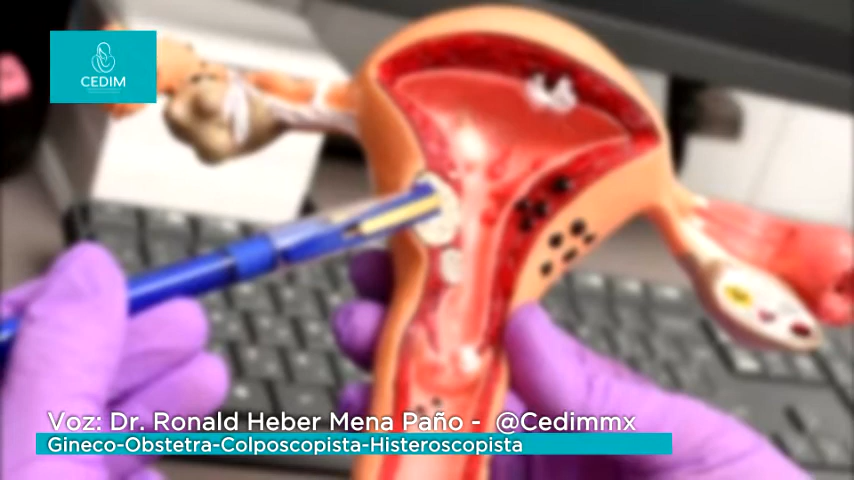 CEDIM
Voz: Dr. Ronald Heber Mena Paño - @Cedimmx
Gineco-Obstetra-Colposcopista-Histeroscopista